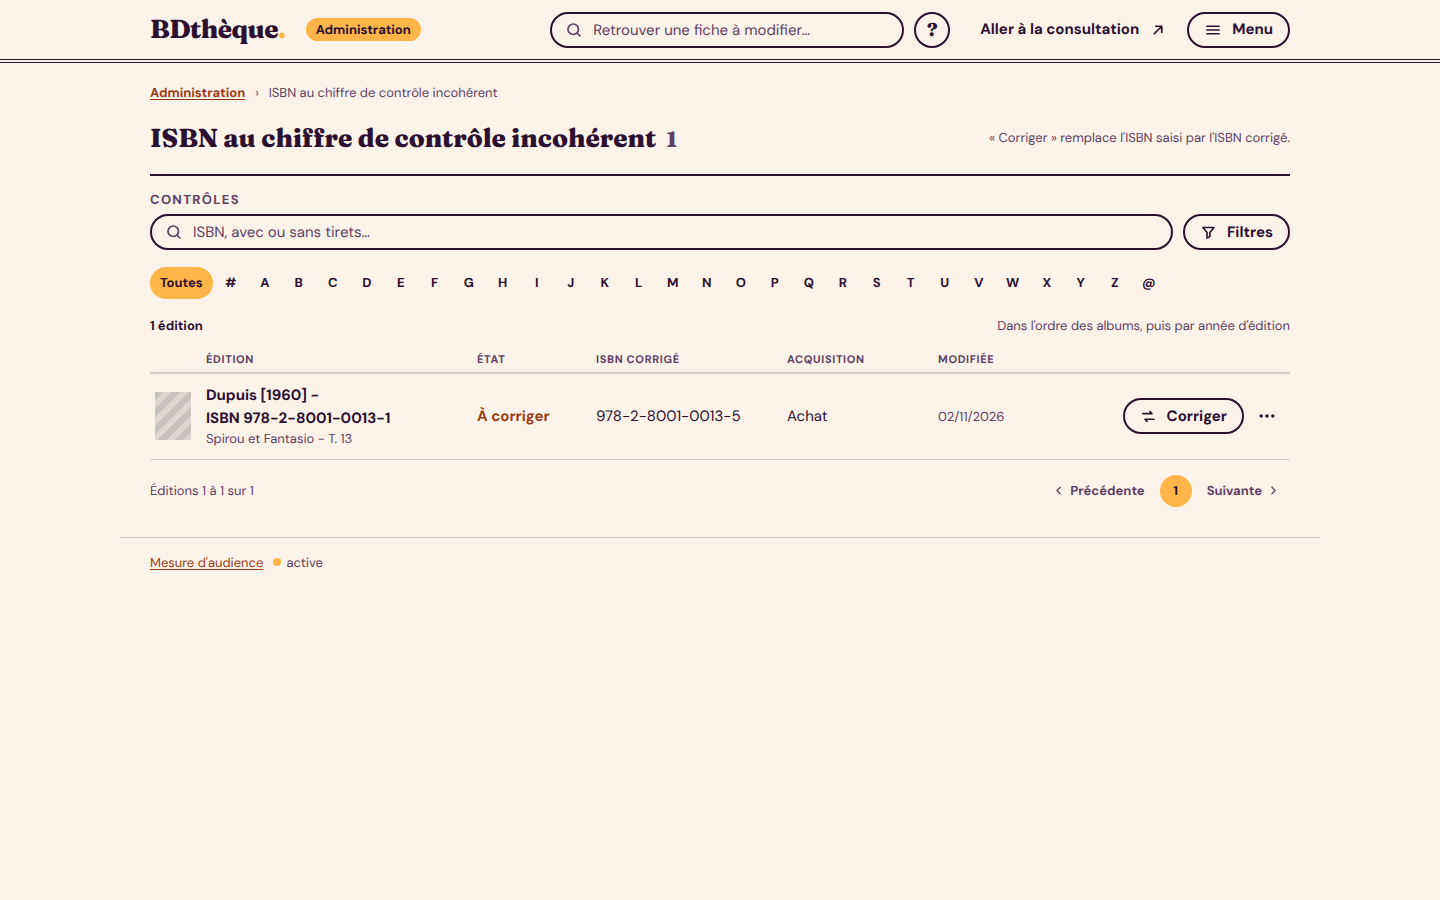 BDthèque.
Administration
Retrouver une fiche à modifier…
?
Aller à la consultation
Menu
Administration › ISBN au chiffre de contrôle incohérent
ISBN au chiffre de contrôle incohérent 1
« Corriger » remplace l'ISBN saisi par l'ISBN corrigé.
CONTRÔLES
ISBN, avec ou sans tirets…
Filtres
Toutes # A B C D E F G H I J K L M N O P Q R S T U V W X Y Z @
1 édition
Dans l'ordre des albums, puis par année d'édition
ÉDITION ÉTAT ISBN CORRIGÉ ACQUISITION MODIFIÉE
Dupuis [1960] -
ISBN 978-2-8001-0013-1
Spirou et Fantasio - T. 13
À corriger
978-2-8001-0013-5
Achat
02/11/2026
Corriger
Éditions 1 à 1 sur 1
Précédente 1 Suivante
Mesure d'audience active